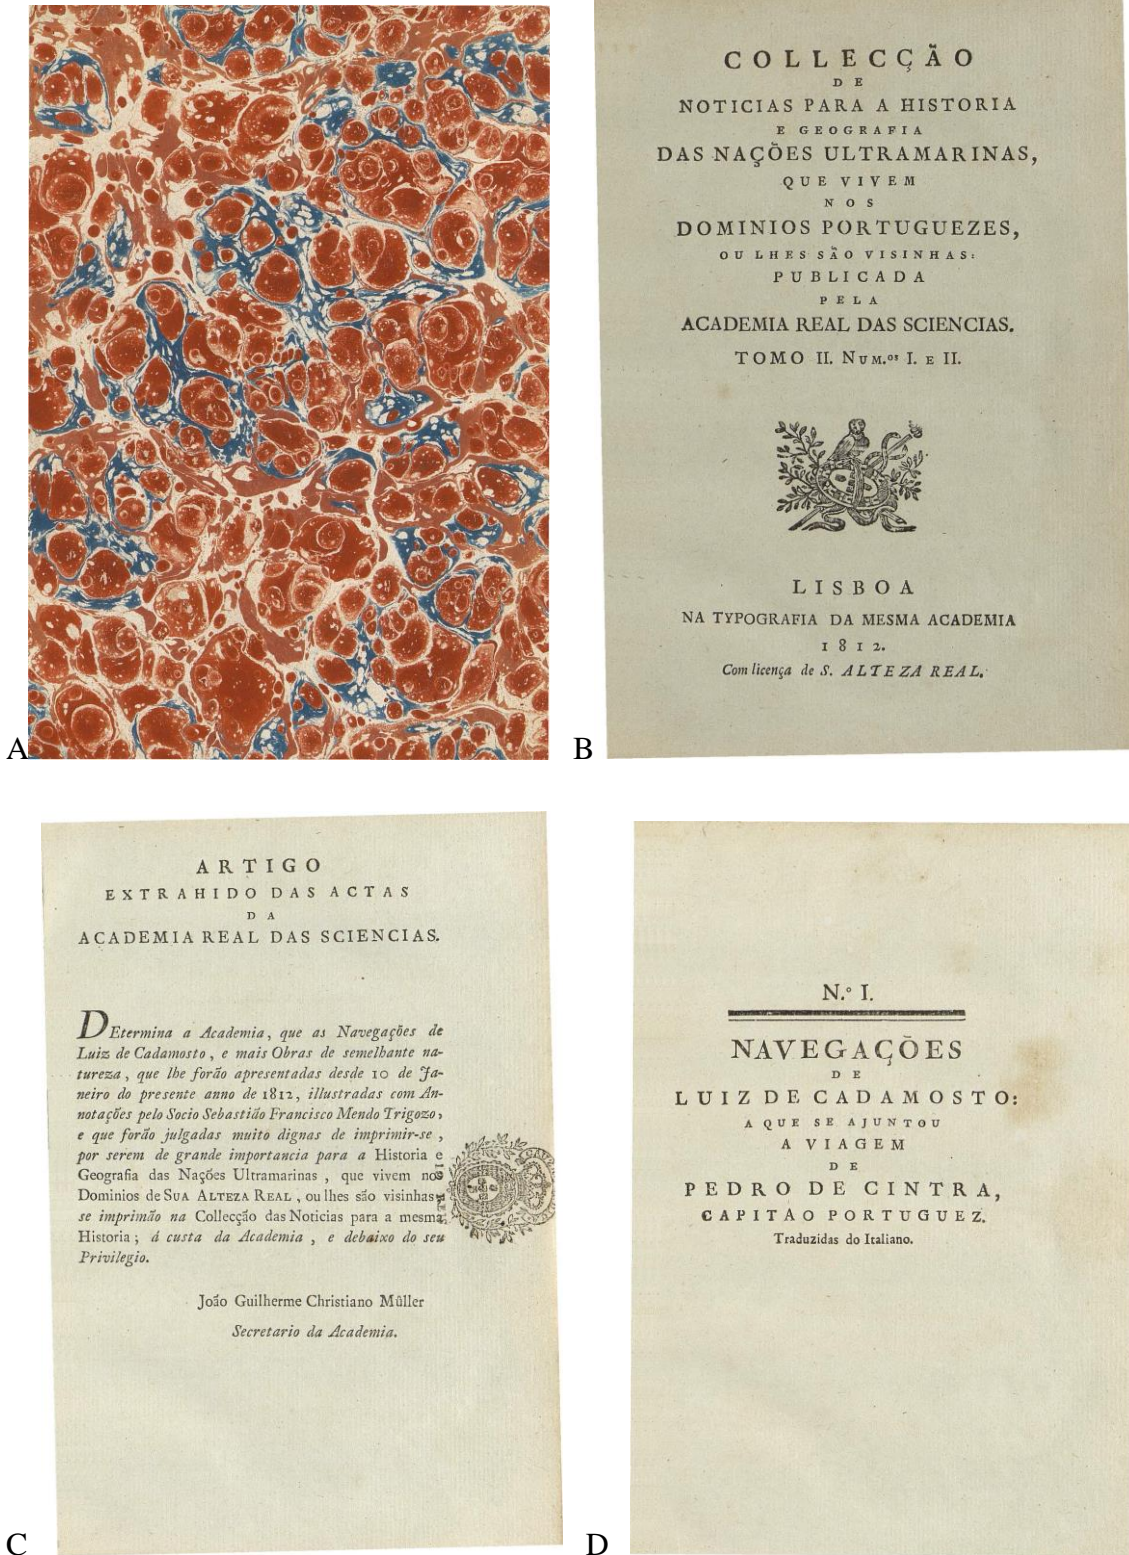 A
COLLECÇÃO
DE
NOTICIAS PARA A HISTORIA
E GEOGRAFIA
DAS NAÇÕES ULTRAMARINAS,
QUE VIVEM
NOS
DOMINIOS PORTUGUEZES,
OU LHES SÃO VISINHAS:
PUBLICADA
PELA
ACADEMIA REAL DAS SCIENCIAS.
TOMO II. NUM.os I. E II.
LISBOA
NA TYPOGRAFIA DA MESMA ACADEMIA
1812.
Com licença de S. ALTEZA REAL.
B
ARTIGO
EXTRAHIDO DAS ACTAS
DA
ACADEMIA REAL DAS SCIENCIAS.
DEtermina a Academia, que as Navegações de
Luiz de Cadamosto, e mais Obras de semelhante na-
tureza, que lhe forão apresentadas desde 10 de Ja-
neiro do presente anno de 1812, illustradas com An-
notações pelo Socio Sebastião Francisco Mendo Trigozo,
e que forão julgadas muito dignas de imprimir-se,
por serem de grande importancia para a Historia e
Geografia das Nações Ultramarinas, que vivem nos
Dominios de SUA ALTEZA REAL, ou lhes são visinhas,
se imprimão na Collecção das Noticias para a mesma
Historia; á custa da Academia, e debaixo do seu
Privilegio.
João Guilherme Christiano Müller
Secretario da Academia.
C
N.o I.
NAVEGAÇÕES
DE
LUIZ DE CADAMOSTO:
A QUE SE AJUNTOU
A VIAGEM
DE
PEDRO DE CINTRA,
CAPITÃO PORTUGUEZ.
Traduzidas do Italiano.
D